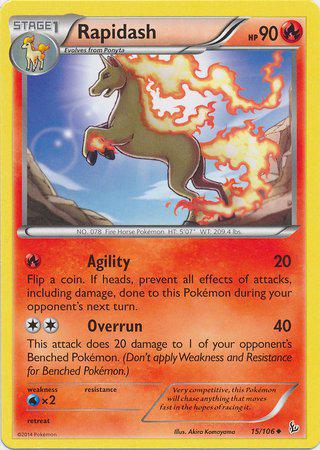 STAGE1
Rapidash
HP90
Evolves from Ponyta
NO. 078 Fire Horse Pokémon. HT: 5'07" WT: 209.4 lbs.
Agility 20
Flip a coin. If heads, prevent all effects of attacks,
including damage, done to this Pokémon during your
opponent's next turn.
Overrun 40
This attack does 20 damage to 1 of your opponent's
Benched Pokémon. (Don't apply Weakness and Resistance
for Benched Pokémon.)
weakness resistance
×2
retreat
Very competitive, this Pokémon
will chase anything that moves
fast in the hopes of racing it.
©2014 Pokémon
Illus. Akira Komayama
15/106